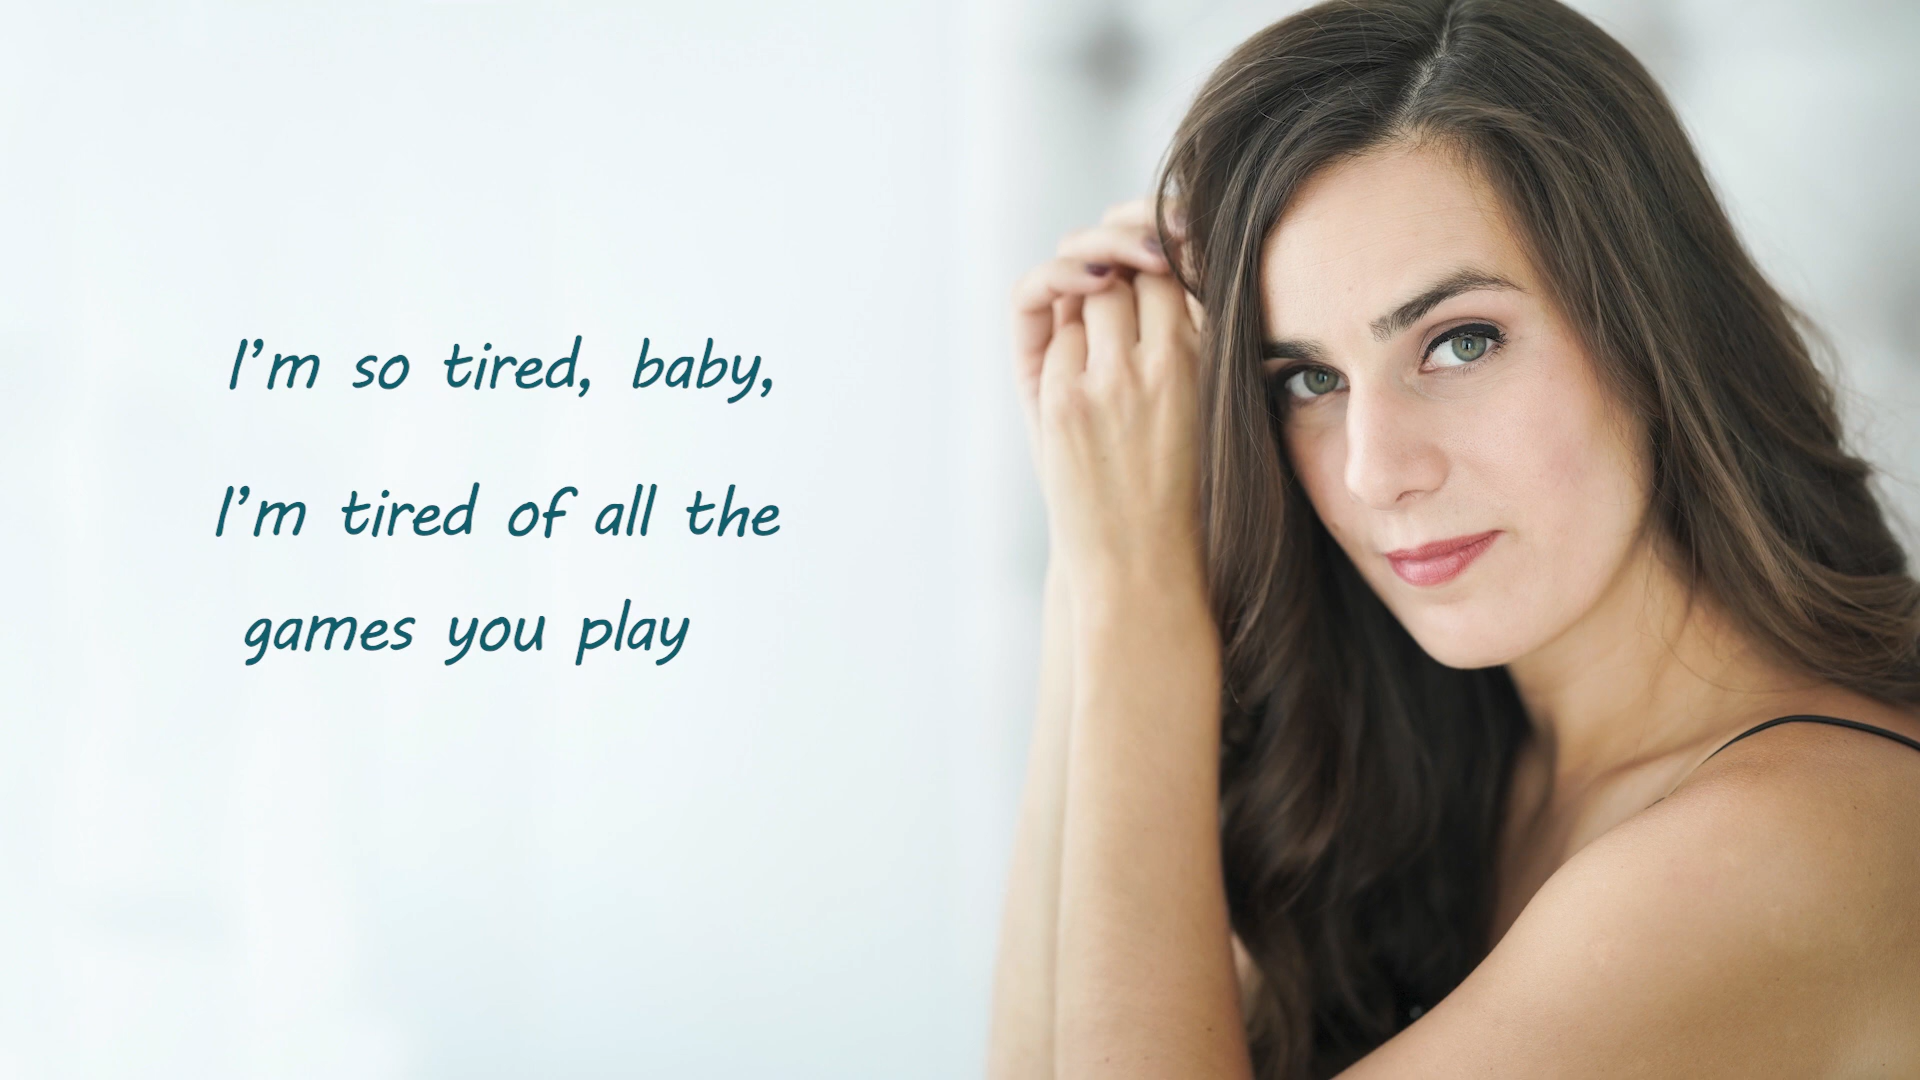 I’m so tired, baby,
I’m tired of all the
games you play